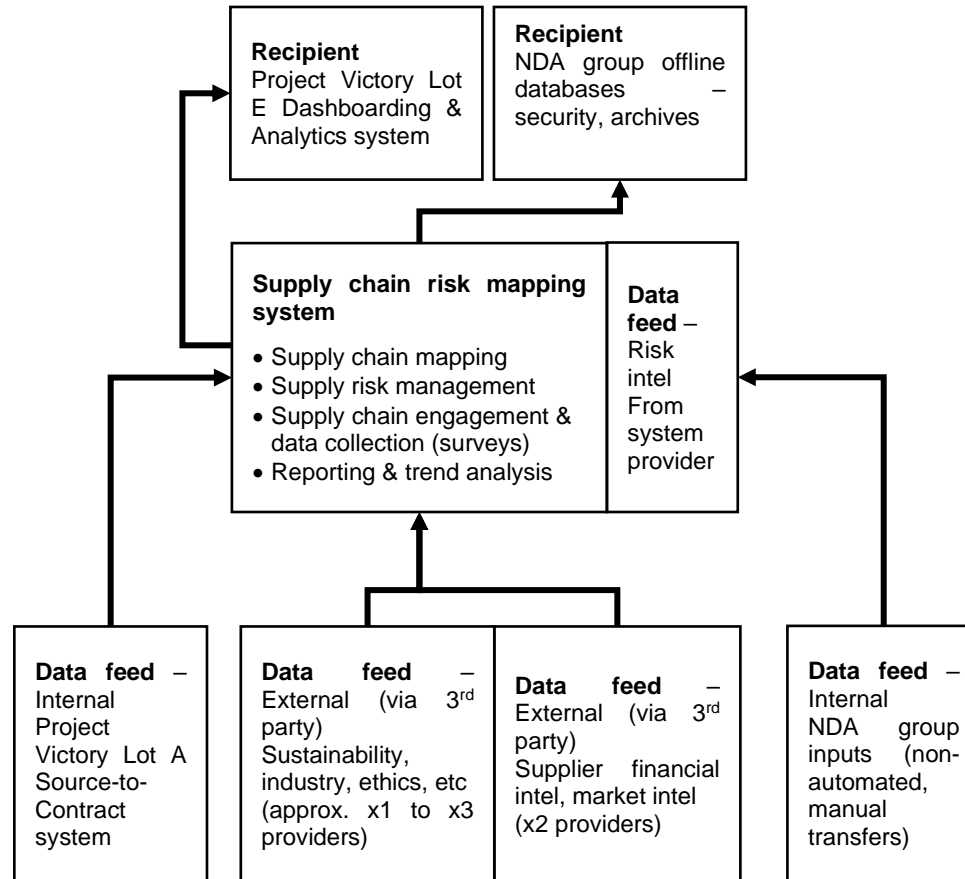 Recipient
Project Victory Lot
E Dashboarding &
Analytics system
Recipient
NDA group offline
databases –
security, archives
Supply chain risk mapping
system
• Supply chain mapping
• Supply risk management
• Supply chain engagement &
data collection (surveys)
• Reporting & trend analysis
Data
feed –
Risk
intel
From
system
provider
Data feed –
Internal
Project
Victory Lot A
Source-to-
Contract
system
Data feed –
External (via 3rd
party)
Sustainability,
industry, ethics, etc
(approx. x1 to x3
providers)
Data feed –
External (via 3rd
party)
Supplier financial
intel, market intel
(x2 providers)
Data feed –
Internal
NDA group
inputs (non-
automated,
manual
transfers)